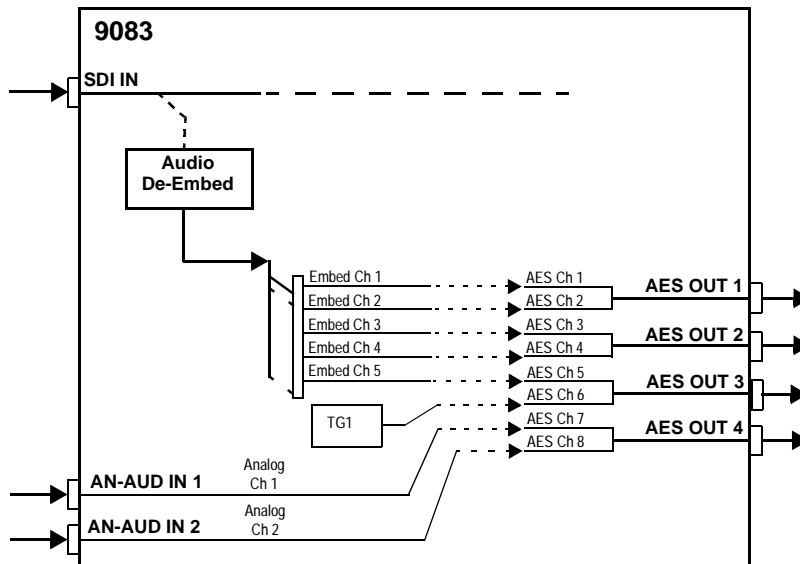 9083
SDI IN
Audio
De-Embed
Embed Ch 1
AES Ch 1
AES OUT 1
Embed Ch 2
AES Ch 2
Embed Ch 3
AES Ch 3
AES OUT 2
Embed Ch 4
AES Ch 4
Embed Ch 5
AES Ch 5
AES OUT 3
AES Ch 6
TG1
AES Ch 7
AES OUT 4
AES Ch 8
AN-AUD IN 1
Analog
Ch 1
AN-AUD IN 2
Analog
Ch 2